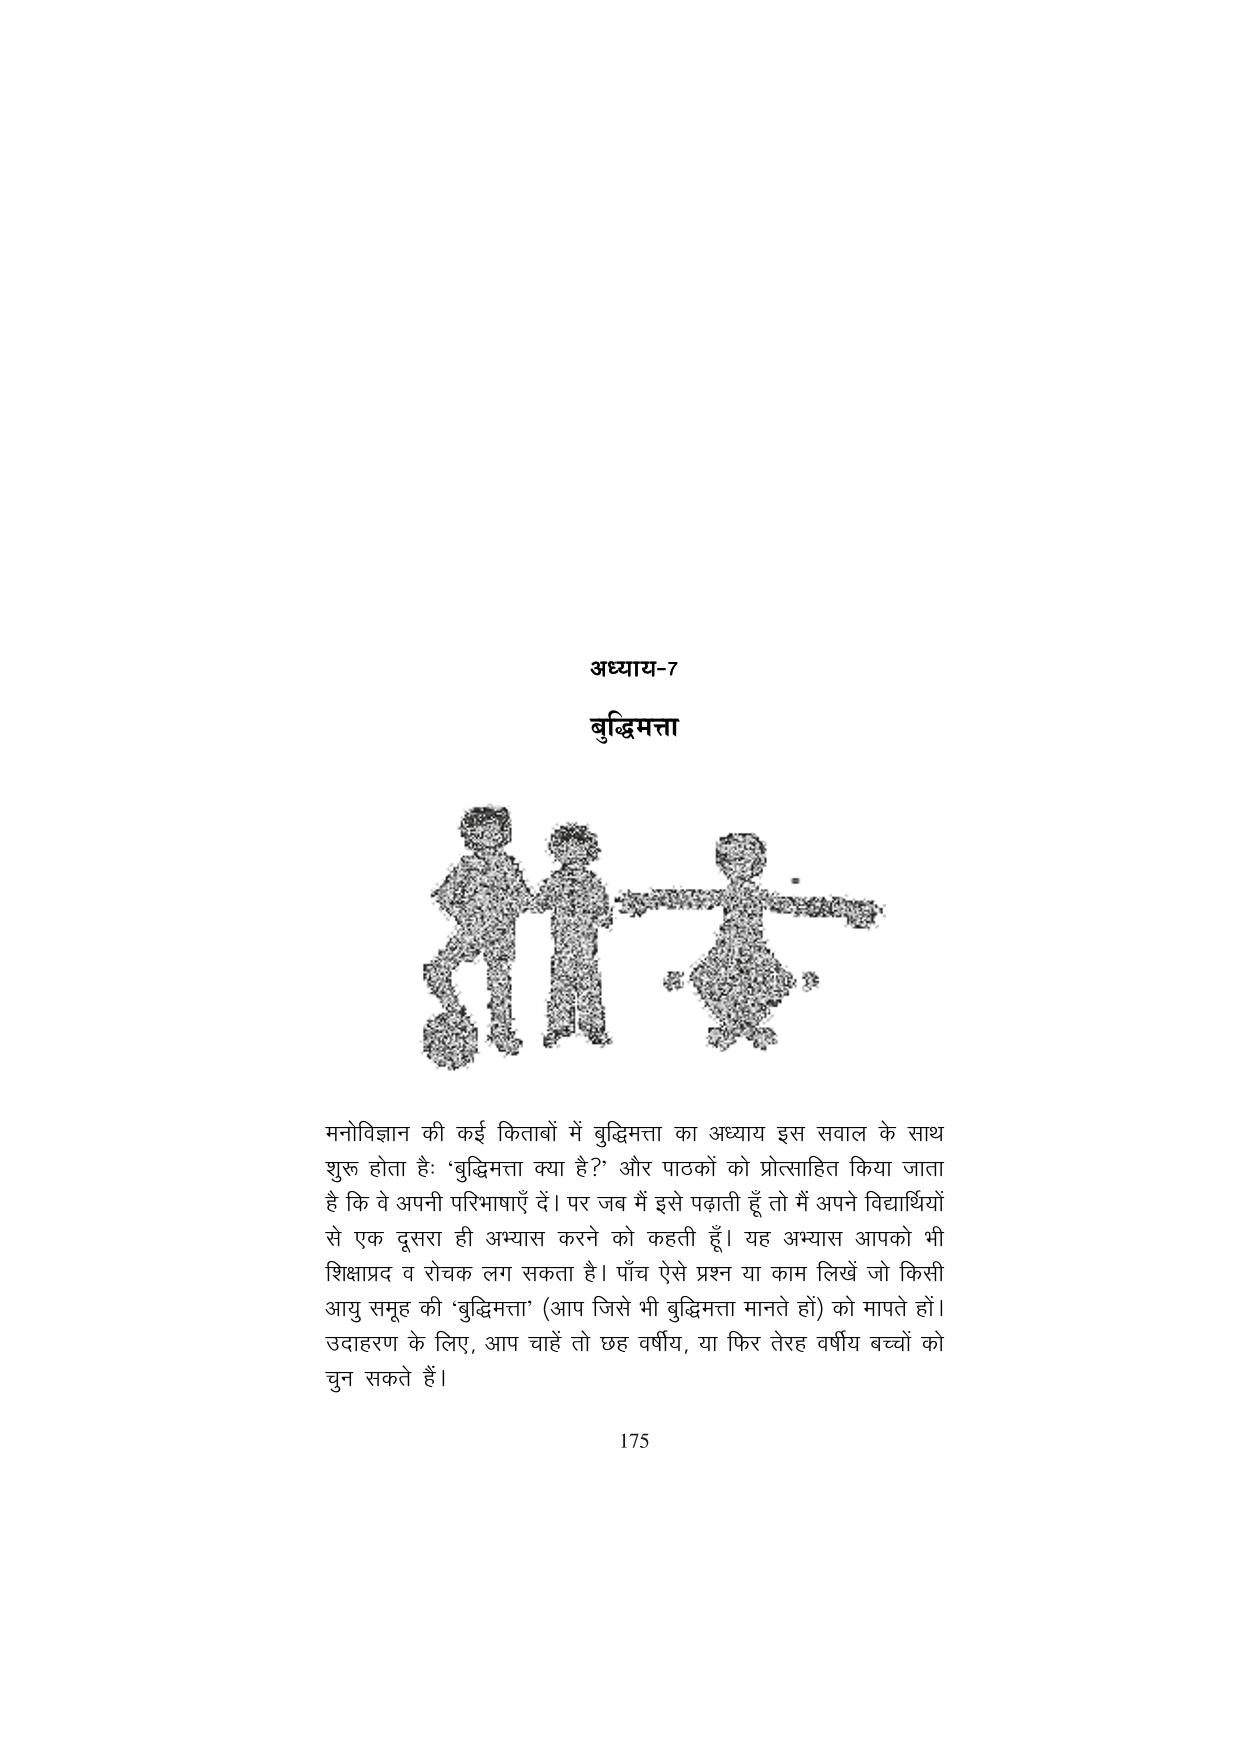 अध्याय-7
बुद्धिमत्ता
मनोविज्ञान की कई किताबों में बुद्धिमत्ता का अध्याय इस सवाल के साथ
शुरू होता हैः ‘बुद्धिमत्ता क्या है?’ और पाठकों को प्रोत्साहित किया जाता
है कि वे अपनी परिभाषाएँ दें। पर जब मैं इसे पढ़ाती हूँ तो मैं अपने विद्यार्थियों
से एक दूसरा ही अभ्यास करने को कहती हूँ। यह अभ्यास आपको भी
शिक्षाप्रद व रोचक लग सकता है। पाँच ऐसे प्रश्न या काम लिखें जो किसी
आयु समूह की ‘बुद्धिमत्ता’ (आप जिसे भी बुद्धिमत्ता मानते हों) को मापते हों।
उदाहरण के लिए, आप चाहें तो छह वर्षीय, या फिर तेरह वर्षीय बच्चों को
चुन सकते हैं।
175